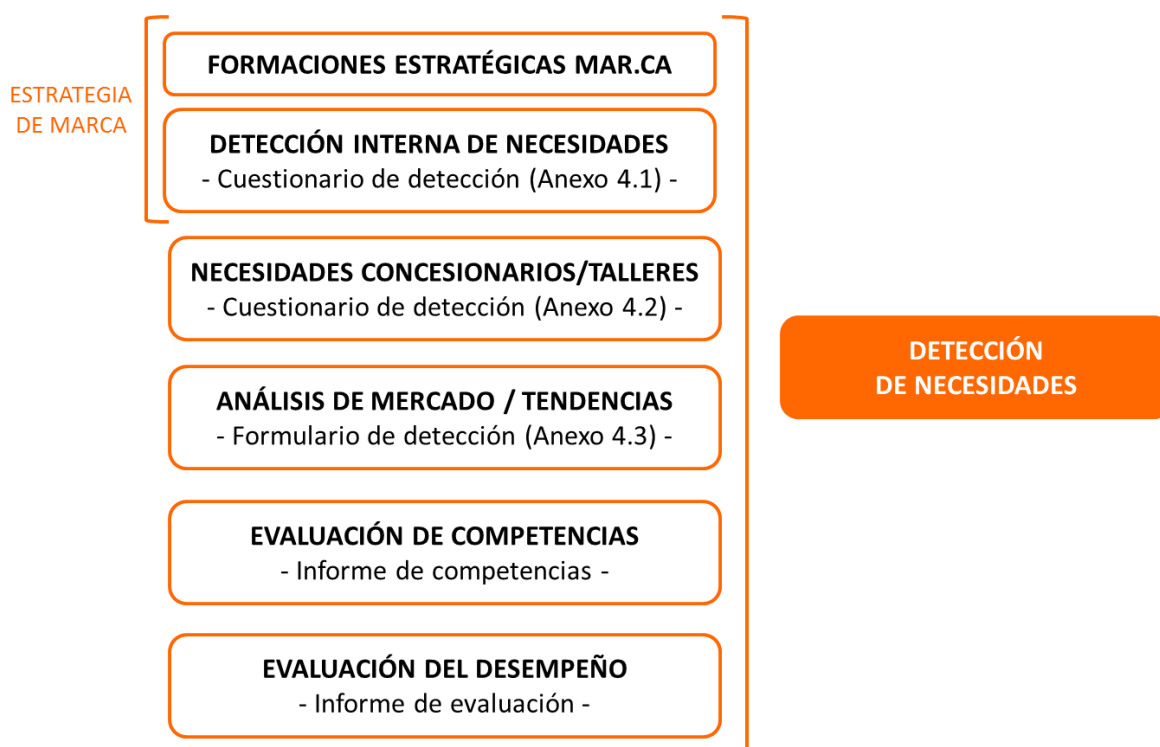 ESTRATEGIA
DE MARCA
FORMACIONES ESTRATÉGICAS MAR.CA
DETECCIÓN INTERNA DE NECESIDADES
- Cuestionario de detección (Anexo 4.1) -
NECESIDADES CONCESIONARIOS/TALLERES
- Cuestionario de detección (Anexo 4.2) -
ANÁLISIS DE MERCADO / TENDENCIAS
- Formulario de detección (Anexo 4.3) -
EVALUACIÓN DE COMPETENCIAS
- Informe de competencias -
EVALUACIÓN DEL DESEMPEÑO
- Informe de evaluación -
DETECCIÓN
DE NECESIDADES